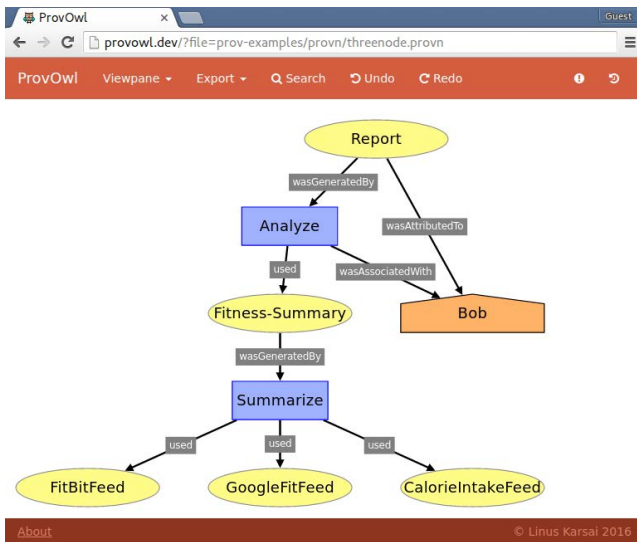 ProvOwl
Guest
provowl.dev/?file=prov-examples/provn/threenode.provn
ProvOwl Viewpane Export Search Undo Redo
Report
wasGeneratedBy
Analyze
wasAttributedTo
used
wasAssociatedWith
Fitness-Summary
Bob
wasGeneratedBy
Summarize
used used used
FitBitFeed GoogleFitFeed CalorieIntakeFeed
About © Linus Karsai 2016